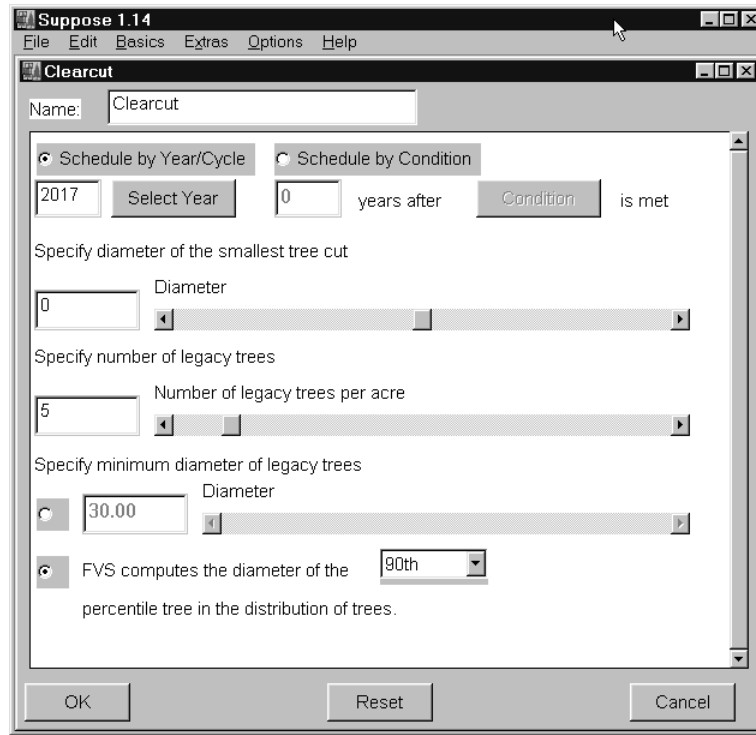 Suppose 1.14
File Edit Basics Extras Options Help
Clearcut
Name: Clearcut
Schedule by Year/Cycle Schedule by Condition
2017 Select Year 0 years after Condition is met
Specify diameter of the smallest tree cut
Diameter
0
Specify number of legacy trees
Number of legacy trees per acre
5
Specify minimum diameter of legacy trees
Diameter
30.00
FVS computes the diameter of the 90th
percentile tree in the distribution of trees.
OK Reset Cancel